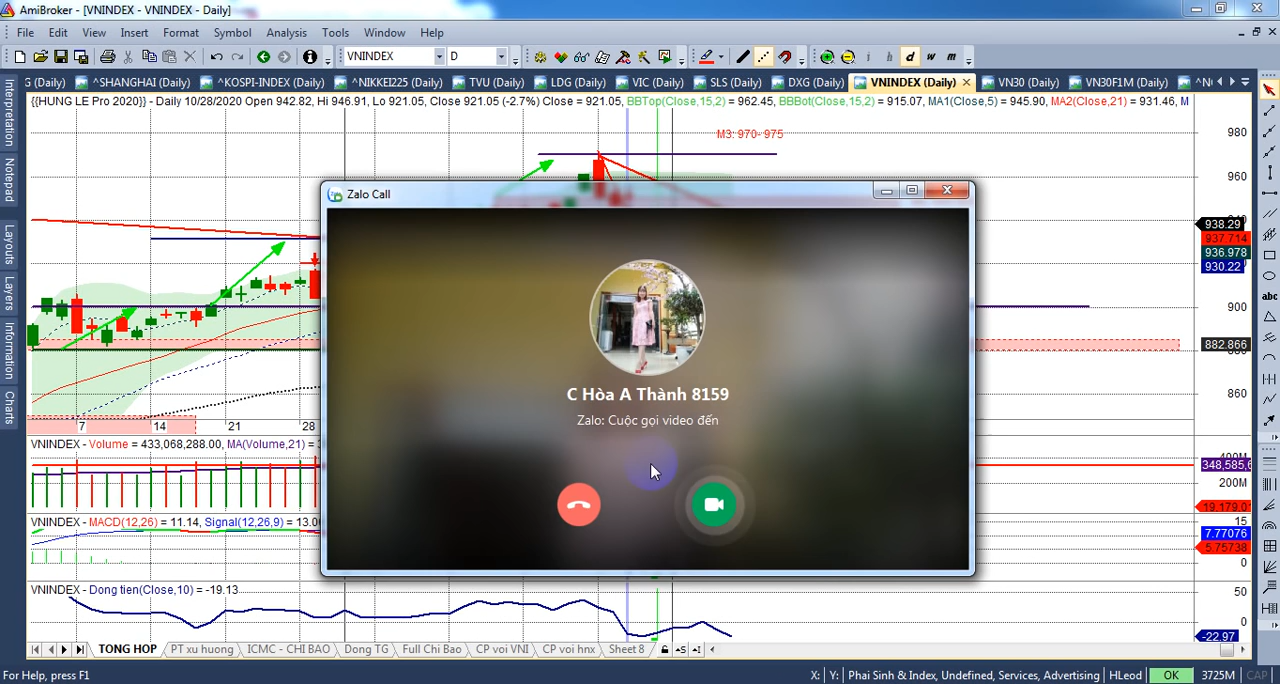 AmiBroker - [VNINDEX - VNINDEX - Daily]
File Edit View Insert Format Symbol Analysis Tools Window Help
VNINDEX D i h d w m
G (Daily) ^SHANGHAI (Daily) ^KOSPI-INDEX (Daily) ^NIKKEI225 (Daily) TVU (Daily) LDG (Daily) VIC (Daily) SLS (Daily) DXG (Daily) VNINDEX (Daily) VN30 (Daily) VN30F1M (Daily)
{{HUNG LE Pro 2020}} - Daily 10/28/2020 Open 942.82, Hi 946.91, Lo 921.05, Close 921.05 (-2.7%) Close = 921.05, BBTop(Close,15,2) = 962.45, BBBot(Close,15,2) = 915.07, MA1(Close,5) = 945.90, MA2(Close,21) = 931.46, M
Interpretation
Notepad
Layouts
Layers
Information
Charts
M3: 970- 975
980
960
938.29
937.714
936.978
930.22
900
882.866
860
abc
Zalo Call
C Hòa A Thành 8159
Zalo: Cuộc gọi video đến
7 14 21 28
VNINDEX - Volume = 433,068,288.00, MA(Volume,21) = 3
348,585,6
200M
19,179.01
VNINDEX - MACD(12,26) = 11.14, Signal(12,26,9) = 13.0
15
7.77076
5.75738
0
VNINDEX - Dong tien(Close,10) = -19.13
50
0
-22.97
TONG HOP PT xu huong ICMC - CHI BAO Dong TG Full Chi Bao CP voi VNI CP voi hnx Sheet 8
For Help, press F1 X: Y: Phai Sinh & Index, Undefined, Services, Advertising HLeod OK 3725M CAP